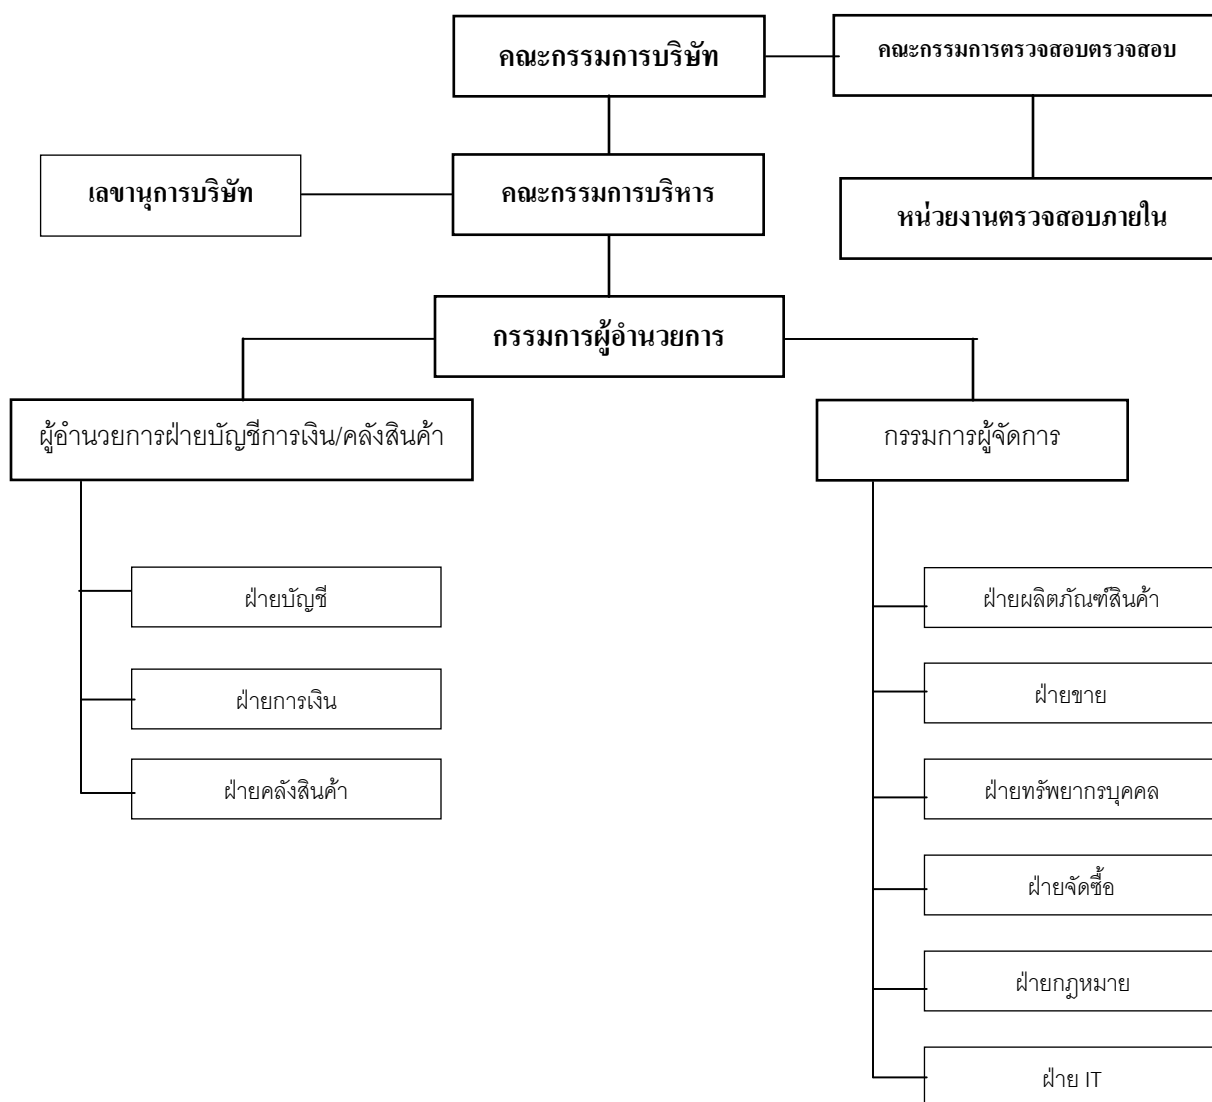 คณะกรรมการบริษัท
คณะกรรมการตรวจสอบตรวจสอบ
เลขานุการบริษัท
คณะกรรมการบริหาร
หน่วยงานตรวจสอบภายใน
กรรมการผู้อำนวยการ
ผู้อำนวยการฝ่ายบัญชีการเงิน/คลังสินค้า
กรรมการผู้จัดการ
ฝ่ายบัญชี
ฝ่ายการเงิน
ฝ่ายคลังสินค้า
ฝ่ายผลิตภัณฑ์สินค้า
ฝ่ายขาย
ฝ่ายทรัพยากรบุคคล
ฝ่ายจัดซื้อ
ฝ่ายกฎหมาย
ฝ่าย IT